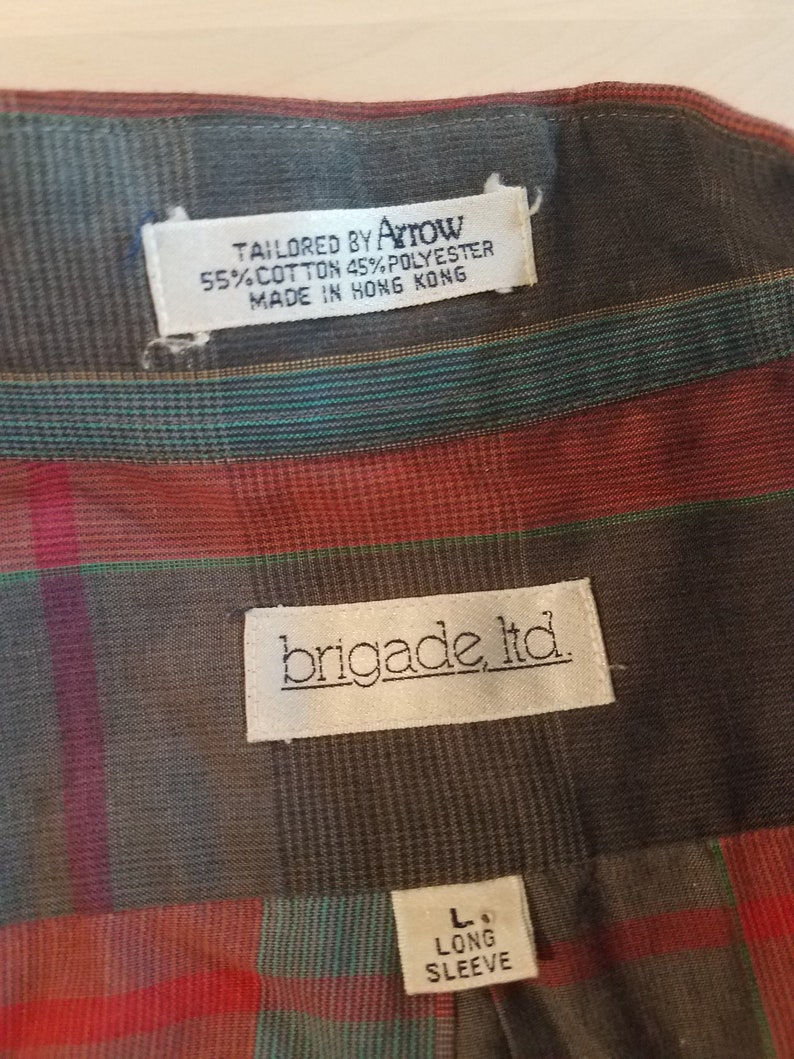 TAILORED BY Arrow
55% COTTON 45% POLYESTER
MADE IN HONG KONG
brigade, ltd.
L.
LONG
SLEEVE